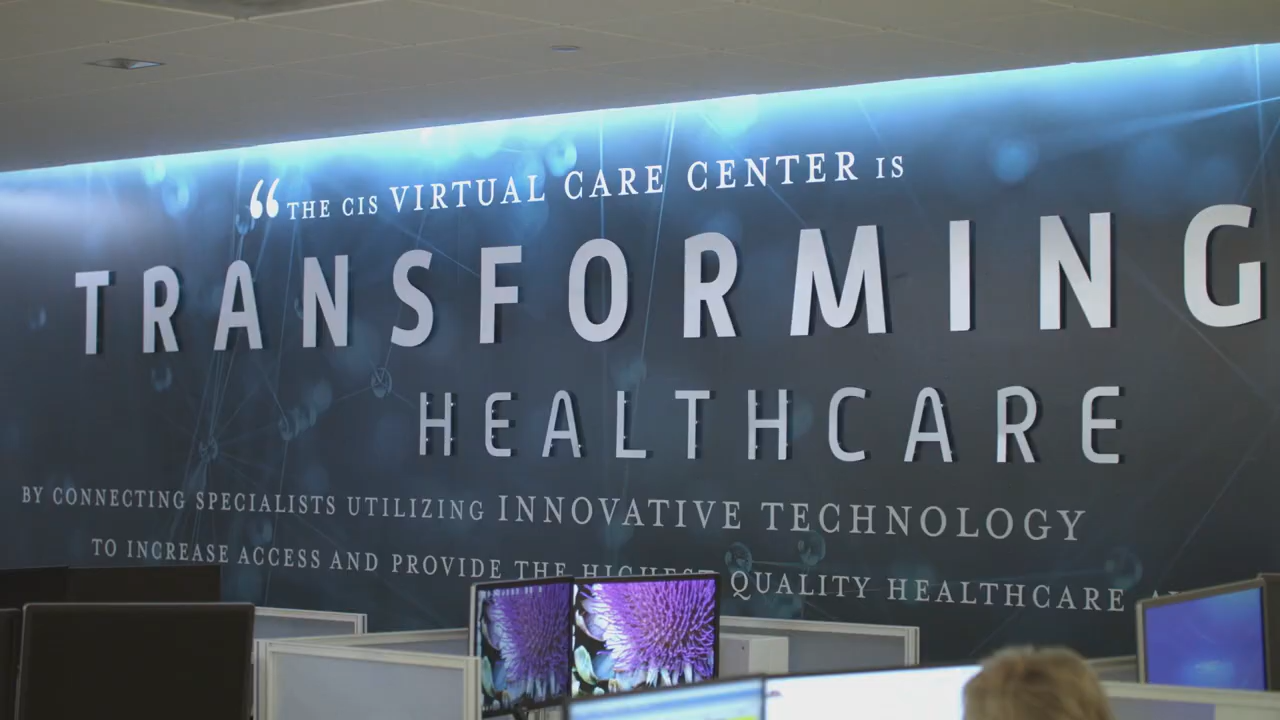 “ THE CIS VIRTUAL CARE CENTER IS
TRANSFORMING
HEALTHCARE
BY CONNECTING SPECIALISTS UTILIZING INNOVATIVE TECHNOLOGY
TO INCREASE ACCESS AND PROVIDE THE HIGHEST QUALITY HEALTHCARE